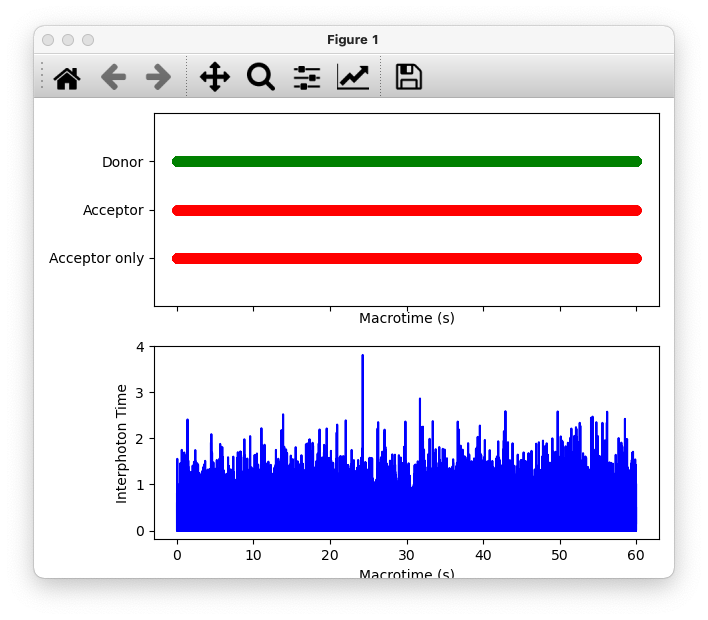 Figure 1
Donor
Acceptor
Acceptor only
Macrotime (s)
Interphoton Time
4
3
2
1
0
0 10 20 30 40 50 60
Macrotime (s)